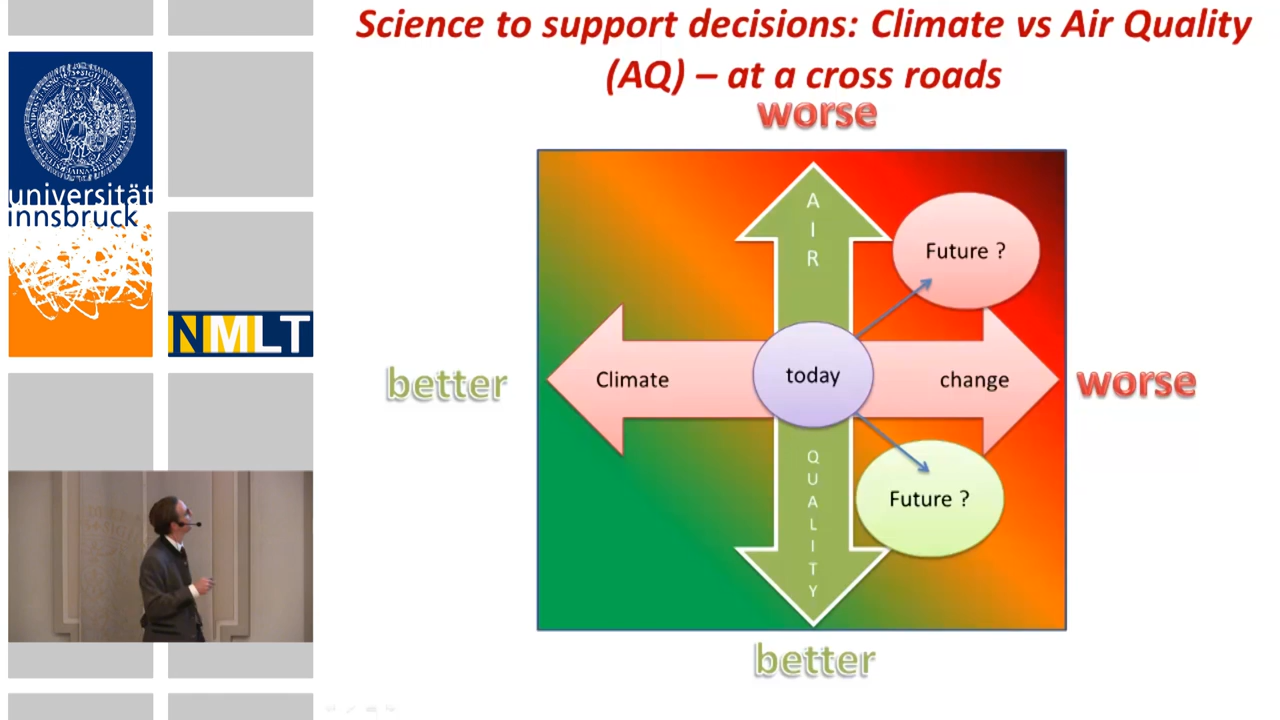 Science to support decisions: Climate vs Air Quality
(AQ) – at a cross roads
worse
universität
innsbruck
NMLT
A
I
R
Future ?
better
Climate
today
change
worse
Q
U
A
L
I
T
Y
Future ?
better